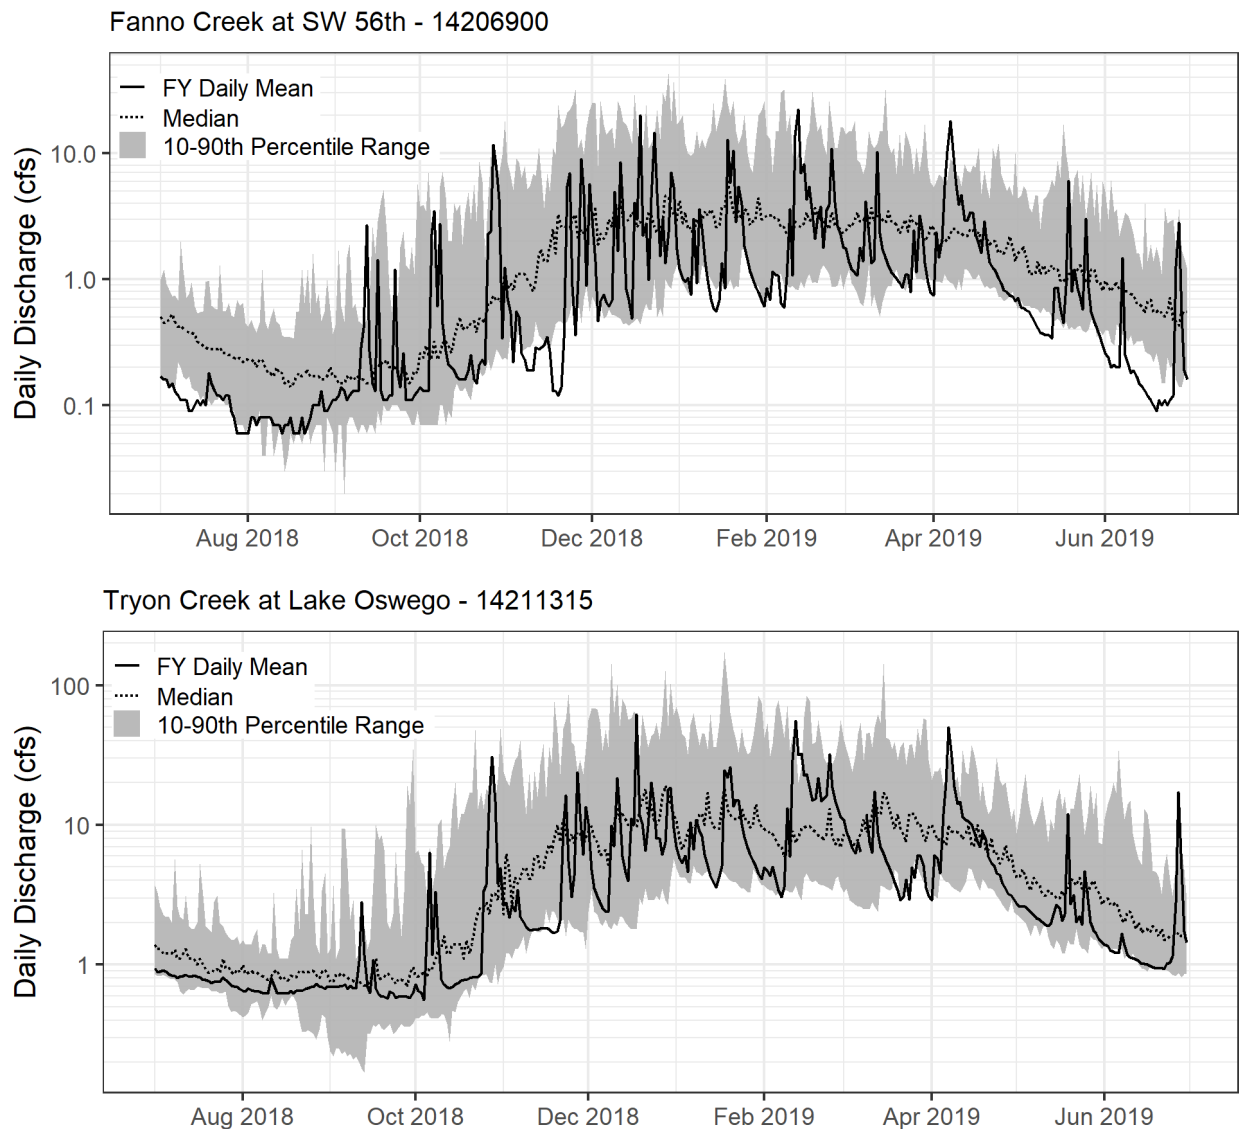 Fanno Creek at SW 56th - 14206900
FY Daily Mean
Median
10-90th Percentile Range
Daily Discharge (cfs)
10.0
1.0
0.1
Aug 2018 Oct 2018 Dec 2018 Feb 2019 Apr 2019 Jun 2019
Tryon Creek at Lake Oswego - 14211315
FY Daily Mean
Median
10-90th Percentile Range
Daily Discharge (cfs)
100
10
1
Aug 2018 Oct 2018 Dec 2018 Feb 2019 Apr 2019 Jun 2019